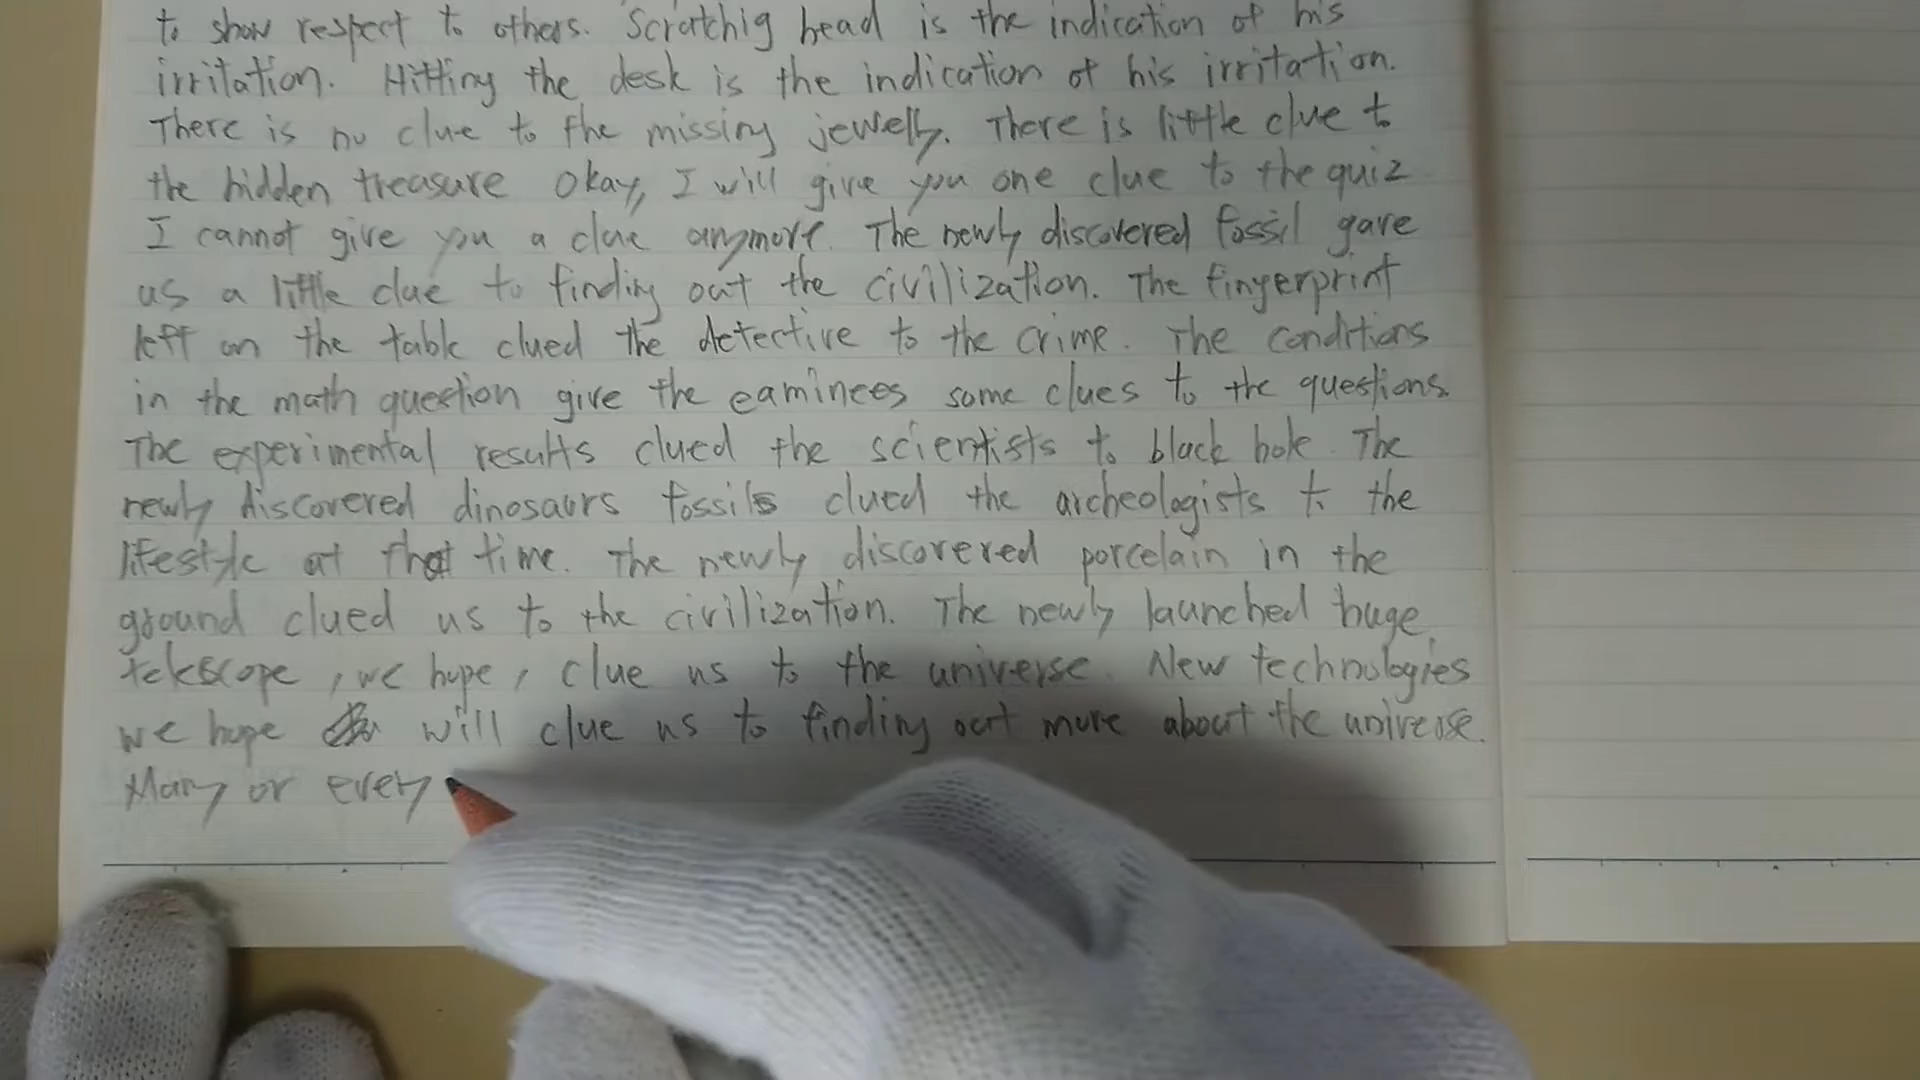 to show respect to others. Scratchig head is the indication of his
irritation. Hitting the desk is the indication of his irritation.
There is no clue to the missing jewelly. There is little clue to
the hidden treasure Okay, I will give you one clue to the quiz
I cannot give you a clue anymore. The newly discovered fossil gave
us a little clue to finding out the civilization. The fingerprint
left on the table clued the detective to the crime. The conditions
in the math question give the eaminees some clues to the questions.
The experimental results clued the scientists to black hole. The
newly discovered dinosaurs fossils clued the archeologists to the
lifestyle at that time. The newly discovered porcelain in the
ground clued us to the civilization. The newly launched huge
telescope, we hope, clue us to the universe. New technologies
we hope will clue us to finding out more about the universe.
Many or every